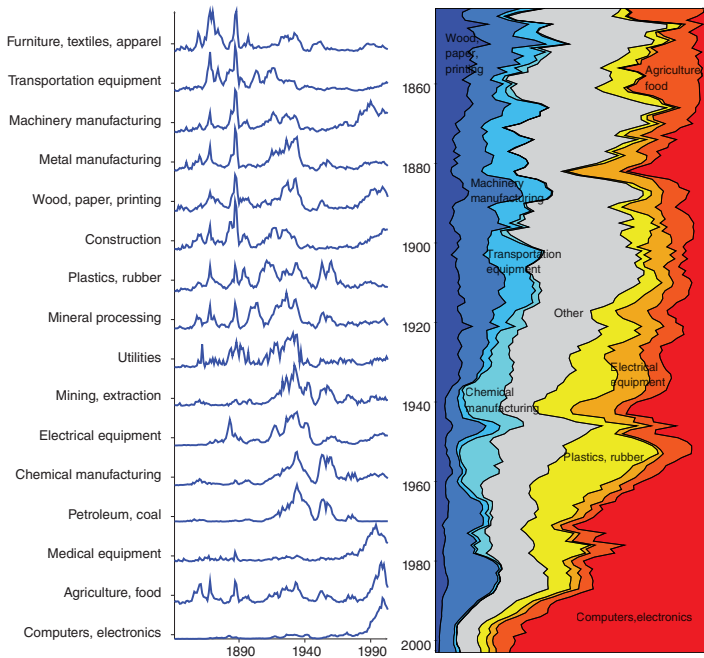 Furniture, textiles, apparel
Transportation equipment
Machinery manufacturing
Metal manufacturing
Wood, paper, printing
Construction
Plastics, rubber
Mineral processing
Utilities
Mining, extraction
Electrical equipment
Chemical manufacturing
Petroleum, coal
Medical equipment
Agriculture, food
Computers, electronics
1890
1940
1990
1860
1880
1900
1920
1940
1960
1980
2000
Wood,
paper,
printing
Agriculture,
food
Machinery
manufacturing
Transportation
equipment
Other
Electrical
equipment
Chemical
manufacturing
Plastics, rubber
Computers,electronics